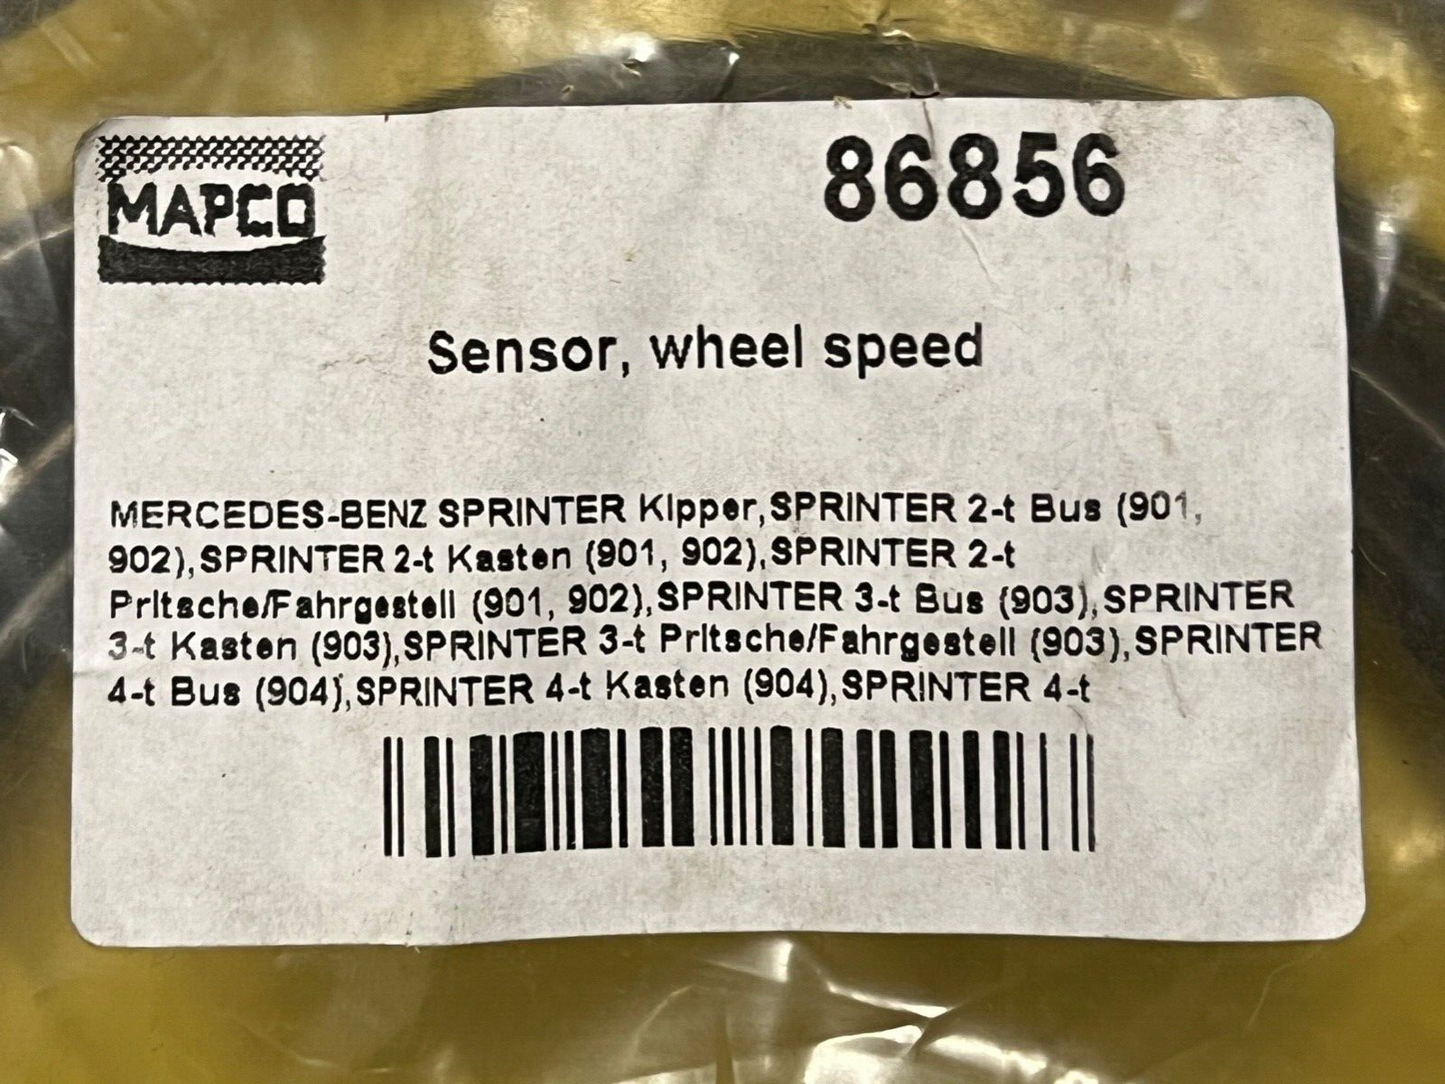 MAPCO
86856
Sensor, wheel speed
MERCEDES-BENZ SPRINTER Kipper,SPRINTER 2-t Bus (901,
902),SPRINTER 2-t Kasten (901, 902),SPRINTER 2-t
Pritsche/Fahrgestell (901, 902),SPRINTER 3-t Bus (903),SPRINTER
3-t Kasten (903),SPRINTER 3-t Pritsche/Fahrgestell (903),SPRINTER
4-t Bus (904),SPRINTER 4-t Kasten (904),SPRINTER 4-t